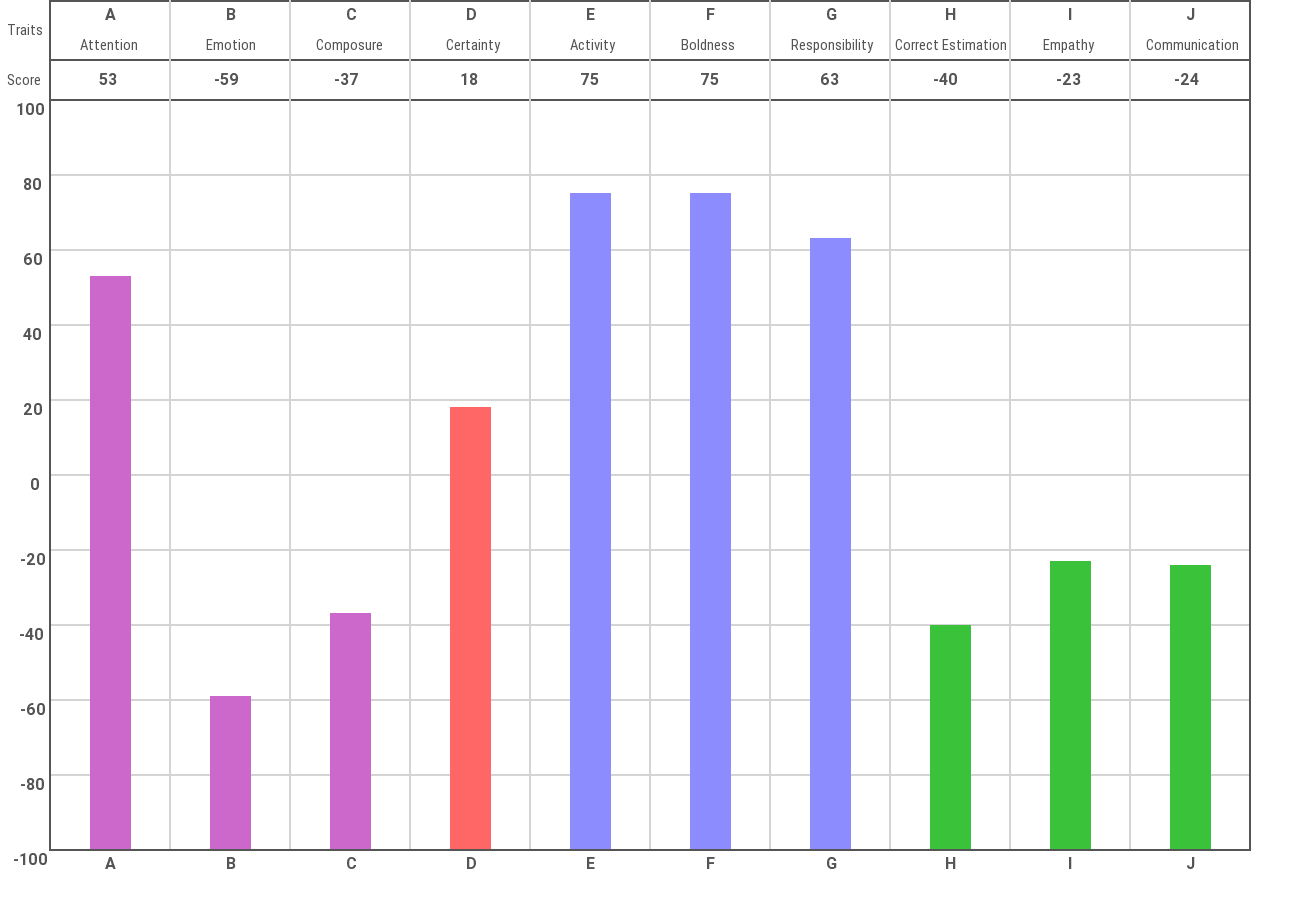 Traits A B C D E F G H I J
Attention Emotion Composure Certainty Activity Boldness Responsibility Correct Estimation Empathy Communication
Score 53 -59 -37 18 75 75 63 -40 -23 -24
100
80
60
40
20
0
-20
-40
-60
-80
-100
A B C D E F G H I J